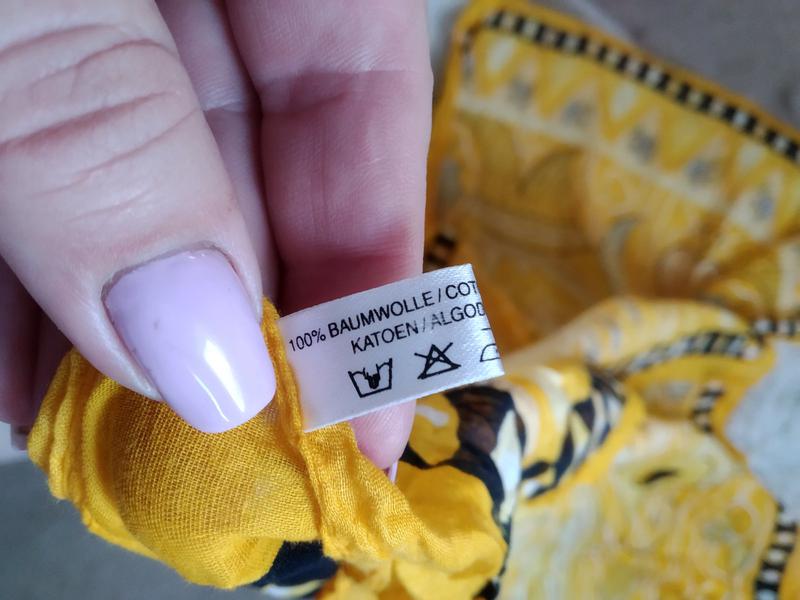 100% BAUMWOLLE / COT
KATOEN / ALGOD